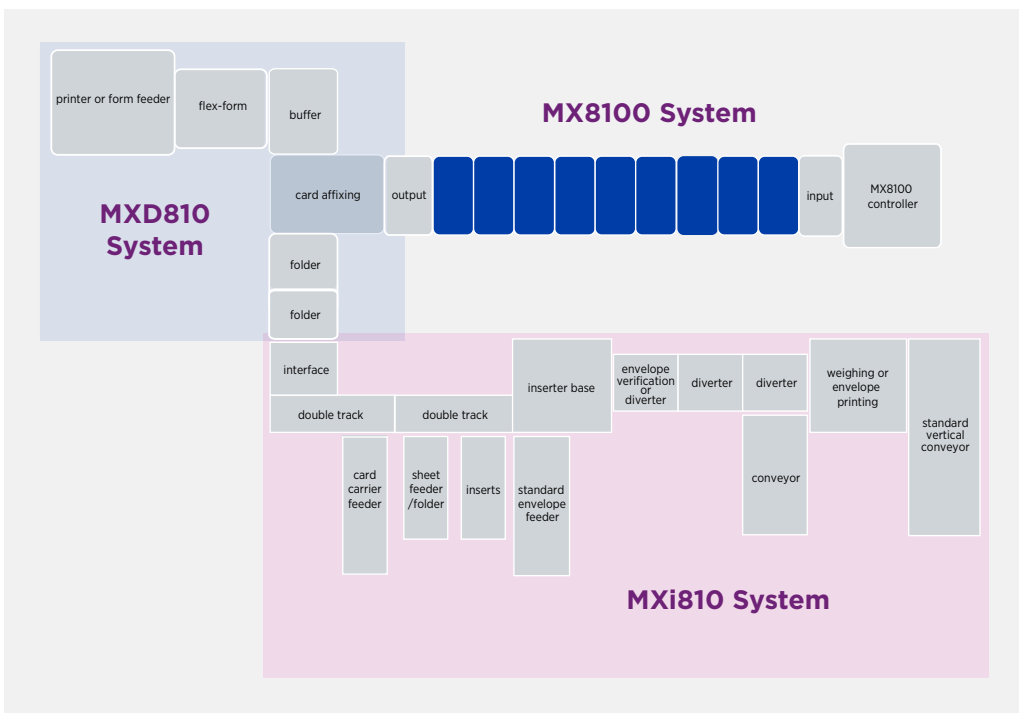 printer or form feeder
flex-form
buffer
MX8100 System
card affixing
output
input
MX8100
controller
MXD810
System
folder
folder
interface
double track
double track
inserter base
envelope
verification
or
diverter
diverter
diverter
weighing or
envelope
printing
standard
vertical
conveyor
card
carrier
feeder
sheet
feeder
/folder
inserts
standard
envelope
feeder
conveyor
MXi810 System